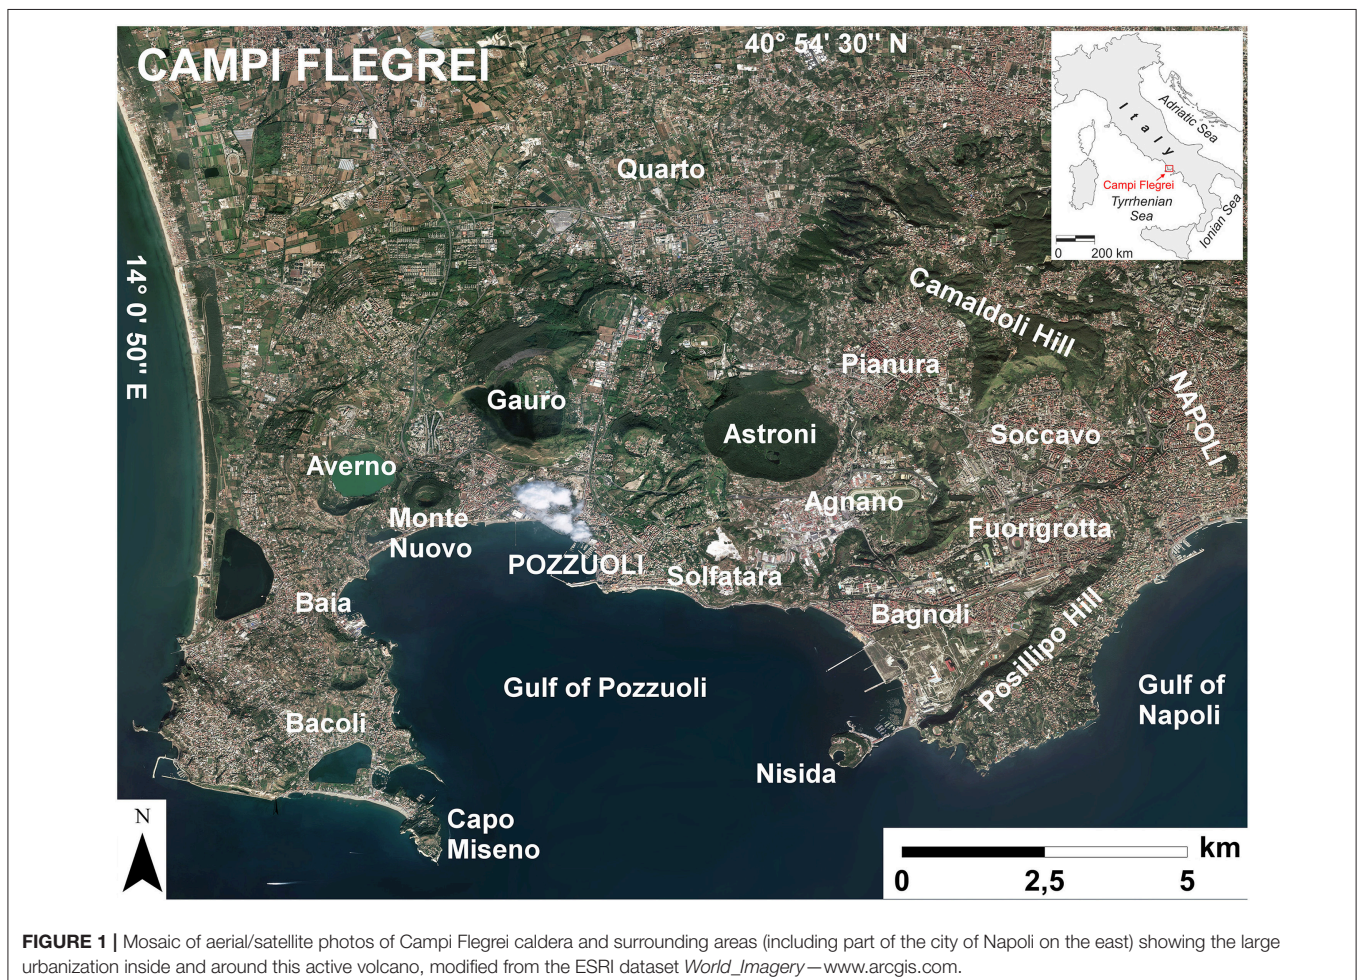 CAMPI FLEGREI
40° 54' 30" N
Italy
Adriatic Sea
Campi Flegrei
Tyrrhenian
Sea
Ionian Sea
0 200 km
14° 0' 50" E
Quarto
Camaldoli Hill
Pianura
NAPOLI
Gauro
Astroni
Soccavo
Averno
Agnano
Monte
Nuovo
Fuorigrotta
POZZUOLI
Solfatara
Baia
Bagnoli
Posillipo Hill
Gulf of Pozzuoli
Gulf of
Napoli
Bacoli
Nisida
Capo
Miseno
N
km
0 2,5 5
FIGURE 1 | Mosaic of aerial/satellite photos of Campi Flegrei caldera and surrounding areas (including part of the city of Napoli on the east) showing the large
urbanization inside and around this active volcano, modified from the ESRI dataset World_Imagery—www.arcgis.com.